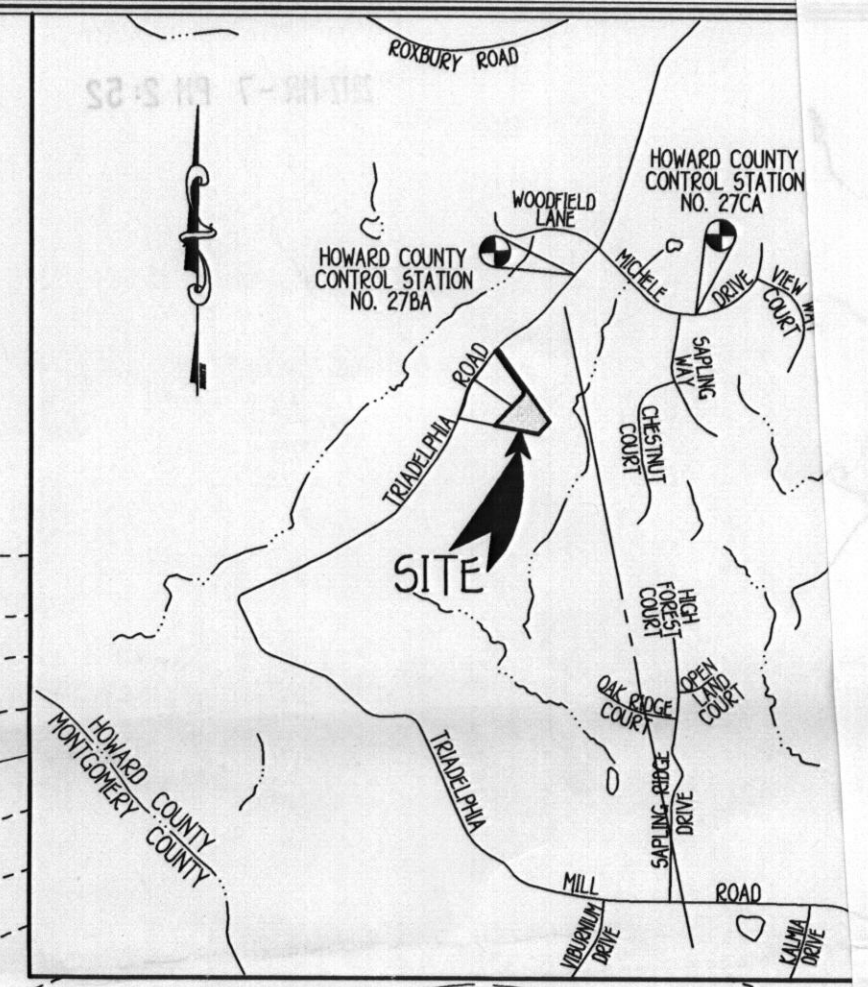 ROXBURY ROAD
HOWARD COUNTY
CONTROL STATION
NO. 27CA
WOODFIELD
LANE
HOWARD COUNTY
CONTROL STATION
NO. 27BA
MICHELE
DRIVE
VIEW WAY
COURT
SAPLING
WAY
CHESTNUT
COURT
TRIADELPHIA
ROAD
SITE
HIGH
FOREST
COURT
OAK RIDGE
COURT
OPEN
LAND
COURT
HOWARD COUNTY
MONTGOMERY COUNTY
TRIADELPHIA
MILL
ROAD
SAPLING RIDGE
DRIVE
VIBURNIUM
DRIVE
KALMIA
DRIVE